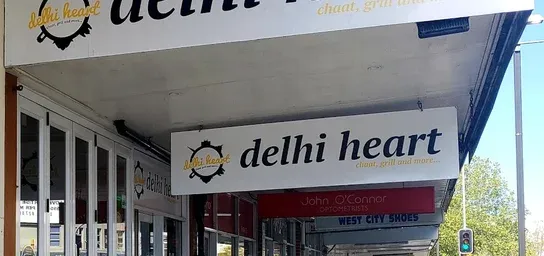 delhi heart
delhi heart
chaat, grill and
delhi heart
delhi heart
chaat, grill and more...
delhi
John O'Connor
OPTOMETRISTS
WEST CITY SHOES